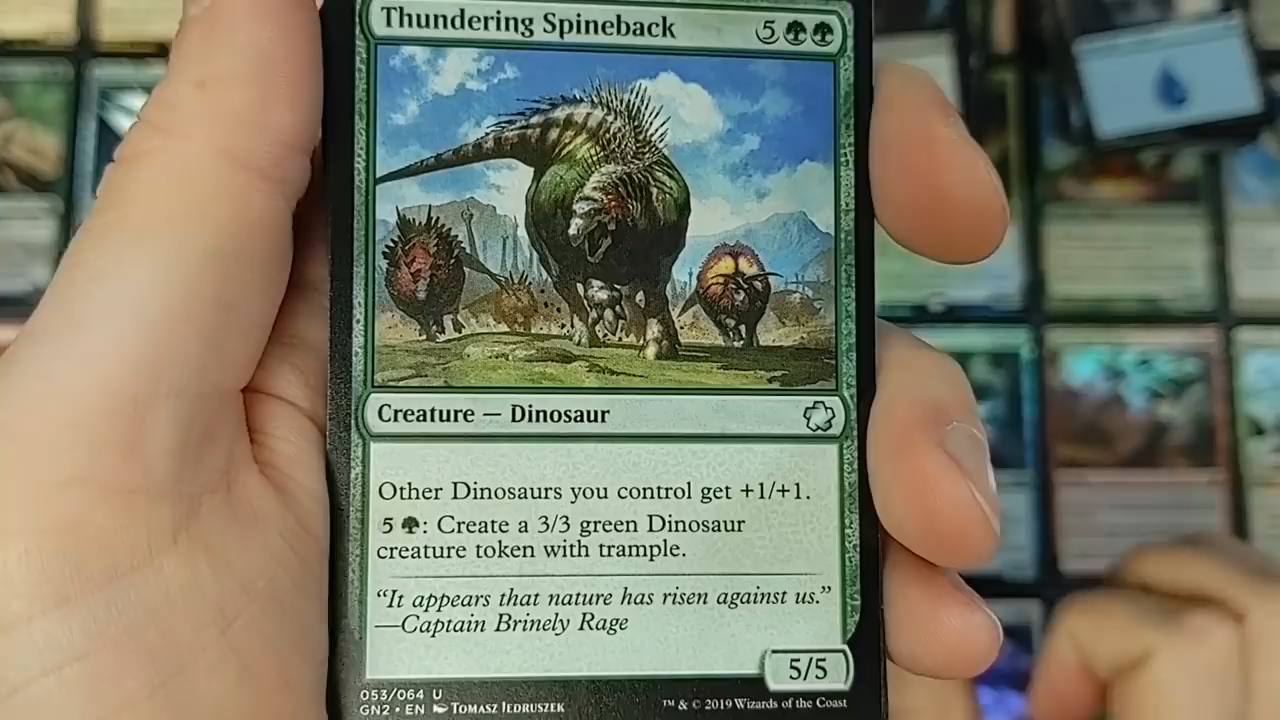 Thundering Spineback 5
Creature — Dinosaur
Other Dinosaurs you control get +1/+1.
5 : Create a 3/3 green Dinosaur
creature token with trample.
“It appears that nature has risen against us.”
—Captain Brinely Rage
5/5
053/064 U
GN2 • EN TOMASZ JEDRUSZEK
™ & © 2019 Wizards of the Coast